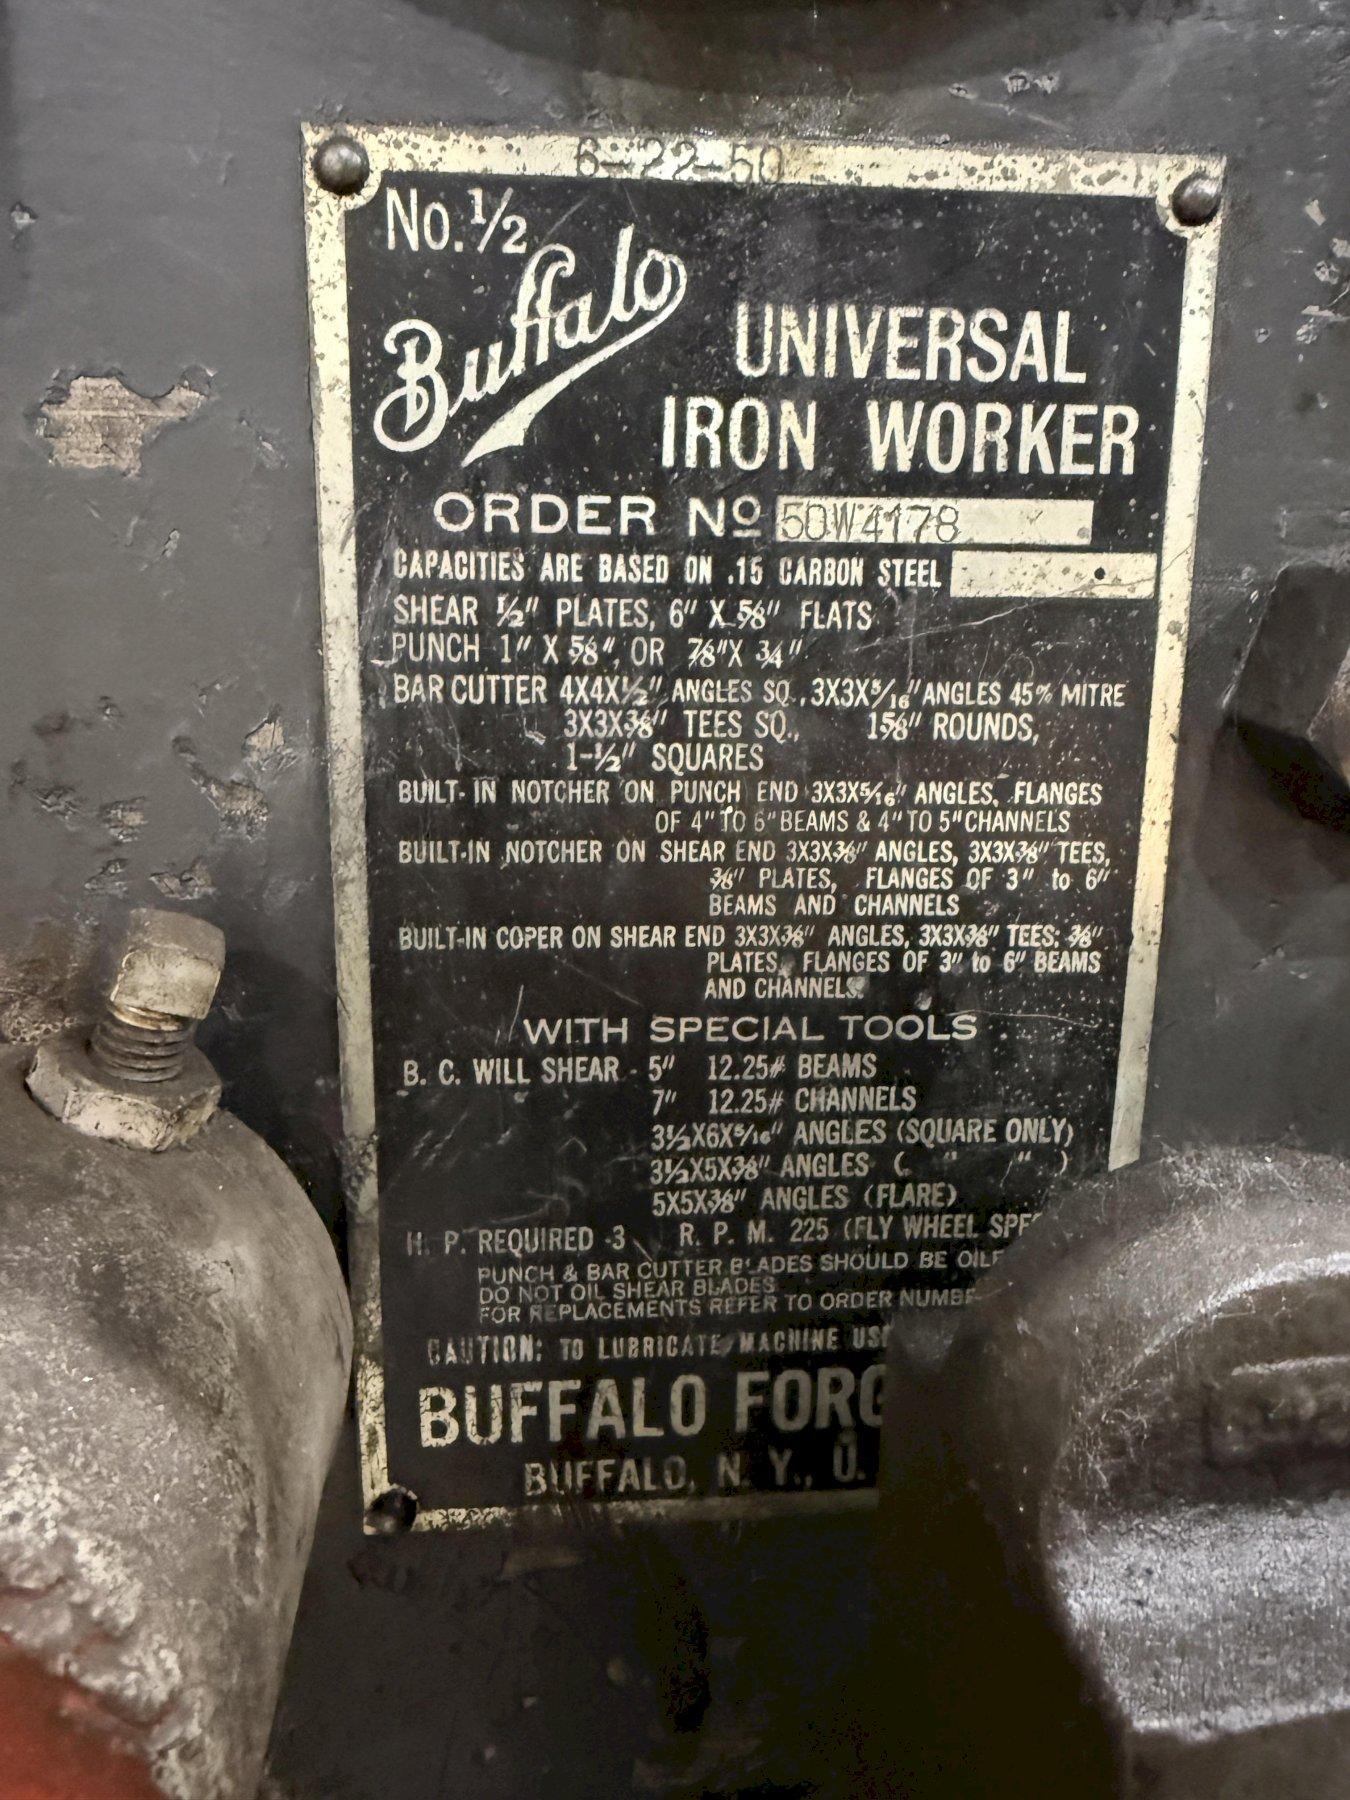 6-22-50
No. 1/2
Buffalo
UNIVERSAL
IRON WORKER
ORDER Nº 50W4178
CAPACITIES ARE BASED ON .15 CARBON STEEL
SHEAR 1/2" PLATES, 6" X 5/8" FLATS
PUNCH 1" X 5/8", OR 7/8" X 3/4"
BAR CUTTER 4X4X1/2" ANGLES SQ., 3X3X5/16" ANGLES 45% MITRE
3X3X3/8" TEES SQ., 1 5/8" ROUNDS,
1-1/2" SQUARES
BUILT-IN NOTCHER ON PUNCH END 3X3X5/16" ANGLES, FLANGES
OF 4" TO 6" BEAMS & 4" TO 5" CHANNELS
BUILT-IN NOTCHER ON SHEAR END 3X3X3/8" ANGLES, 3X3X3/8" TEES,
3/8" PLATES, FLANGES OF 3" to 6"
BEAMS AND CHANNELS
BUILT-IN COPER ON SHEAR END 3X3X3/8" ANGLES, 3X3X3/8" TEES; 3/8"
PLATES, FLANGES OF 3" to 6" BEAMS
AND CHANNELS
WITH SPECIAL TOOLS
B. C. WILL SHEAR - 5" 12.25# BEAMS
7" 12.25# CHANNELS
3 1/2X6X5/16" ANGLES (SQUARE ONLY)
3 1/2X5X3/8" ANGLES ( " " )
5X5X3/8" ANGLES (FLARE)
H. P. REQUIRED -3 R. P. M. 225 (FLY WHEEL
PUNCH & BAR CUTTER BLADES SHOULD BE
DO NOT OIL SHEAR BLADES
FOR REPLACEMENTS REFER TO ORDER
CAUTION: TO LUBRICATE MACHINE
BUFFALO FORG
BUFFALO, N. Y., U.